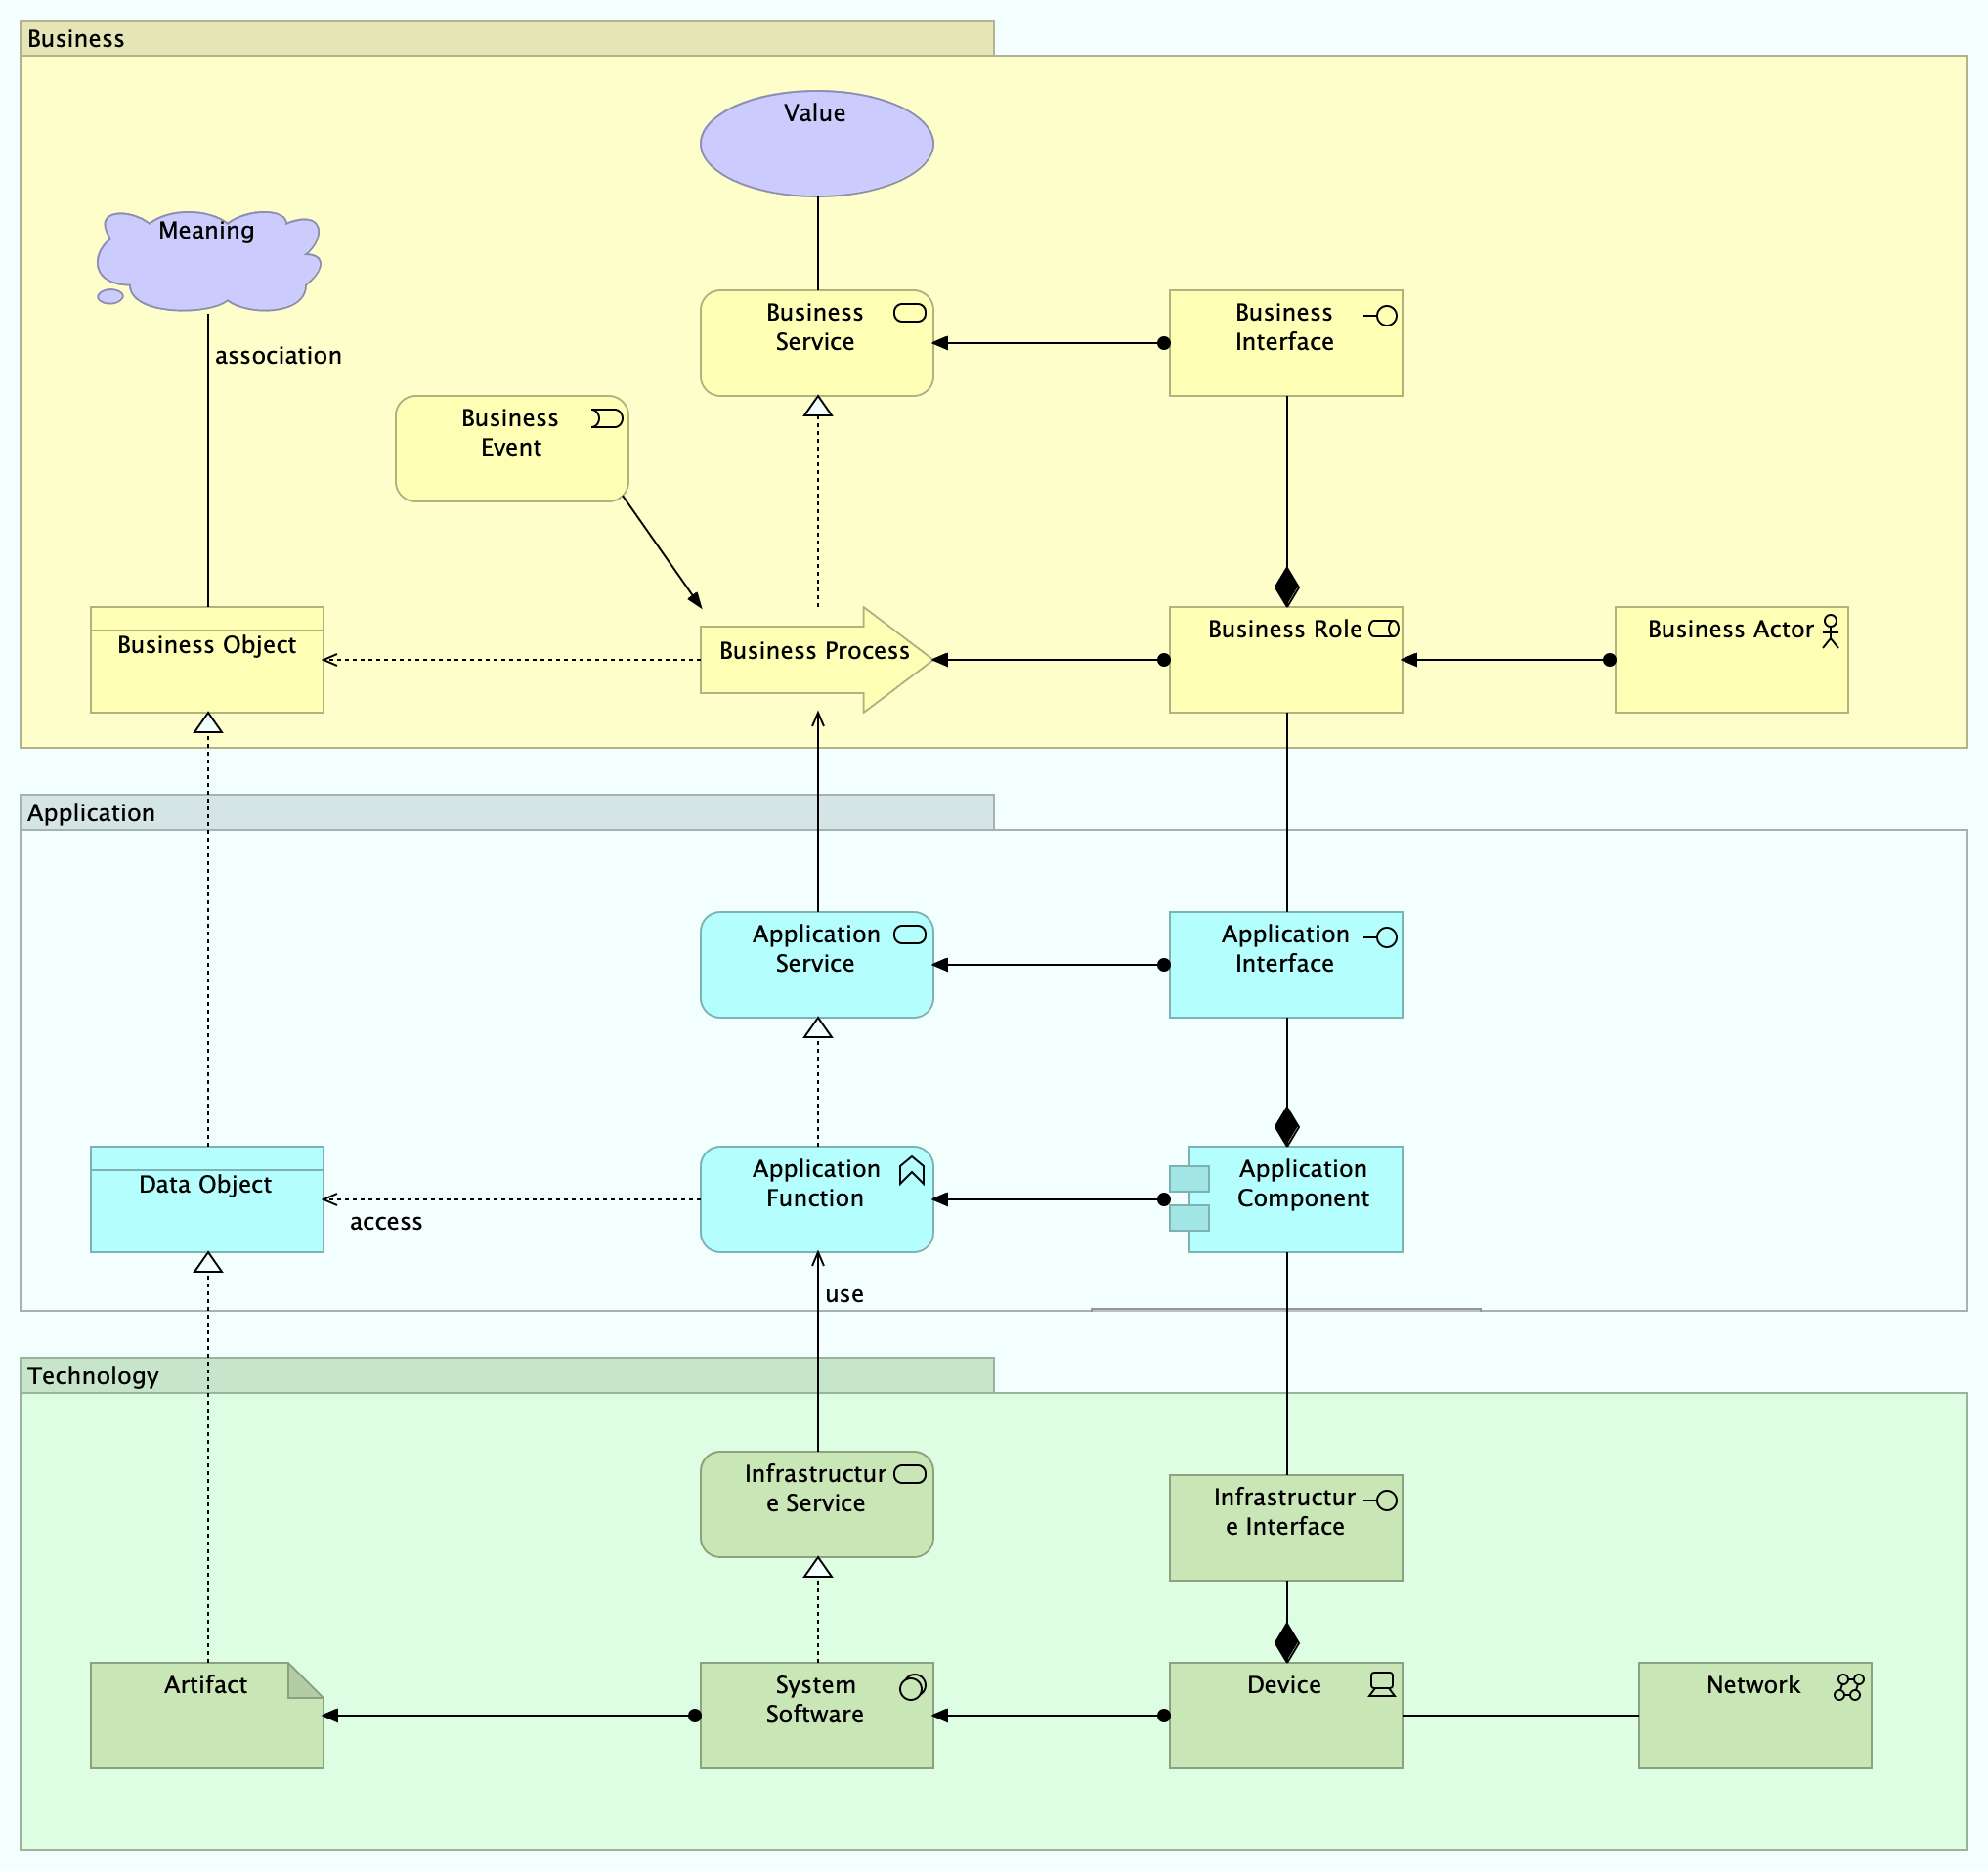 Business
Value
Meaning
Business
Service
Business
Interface
association
Business
Event
Business Object
Business Process
Business Role
Business Actor
Application
Application
Service
Application
Interface
Data Object
access
Application
Function
Application
Component
use
Technology
Infrastructur
e Service
Infrastructur
e Interface
Artifact
System
Software
Device
Network